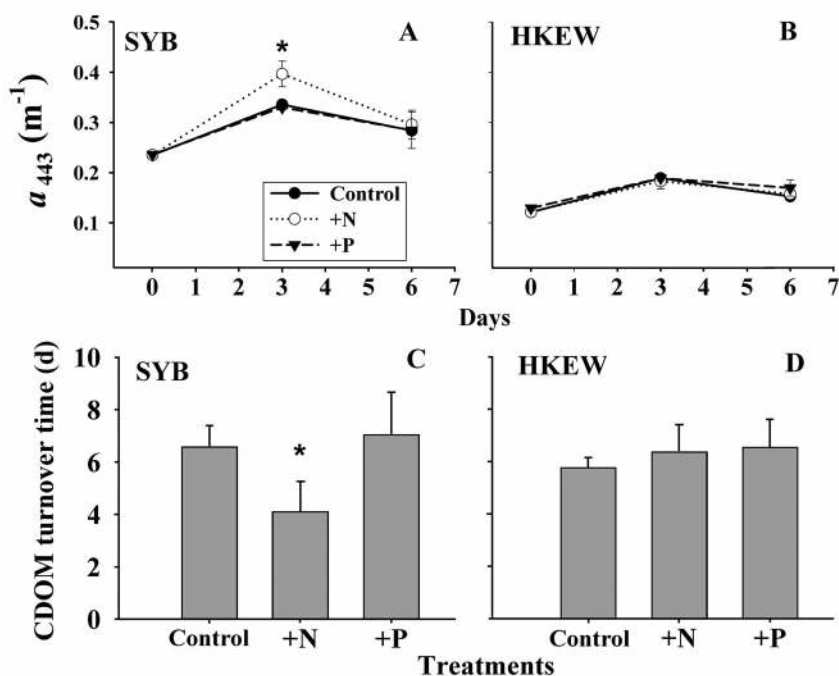 SYB
A
*
HKEW
B
0.5
0.4
0.3
0.2
0.1
a 443 (m⁻¹)
Control
+N
+P
0 1 2 3 4 5 6 7
0 1 2 3 4 5 6 7
Days
SYB
C
*
HKEW
D
10
8
6
4
2
0
CDOM turnover time (d)
Control +N +P
Control +N +P
Treatments